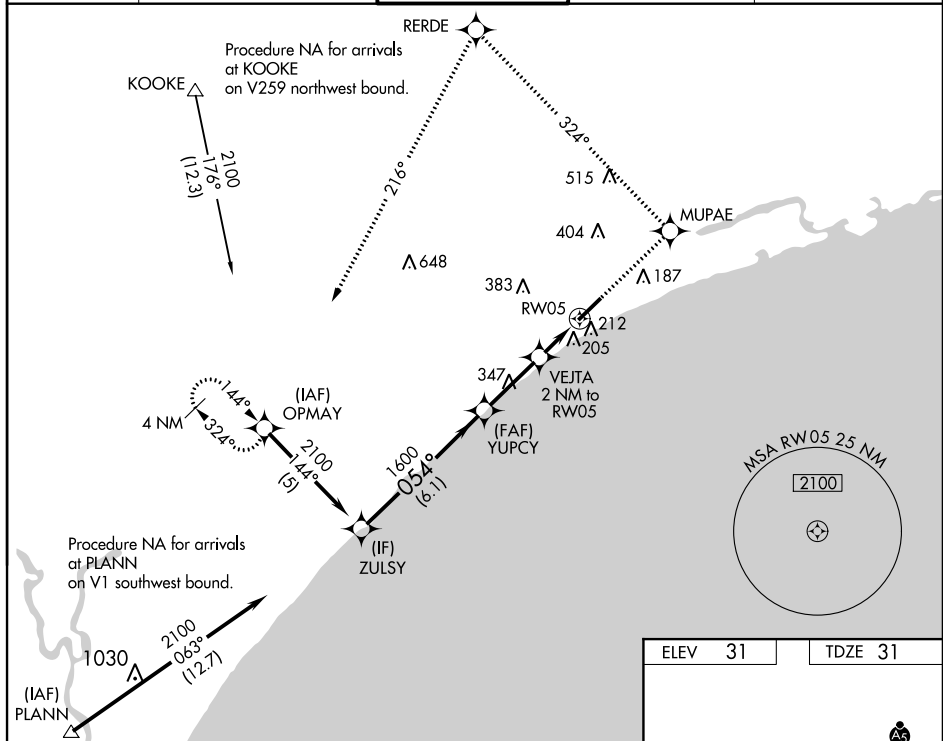 RERDE
Procedure NA for arrivals
at KOOKE
on V259 northwest bound.
KOOKE
2100
176°
(12.3)
216°
324°
515
MUPAE
404
648
187
383
RW05
212
205
347
VEJTA
2 NM to
RW05
(IAF)
OPMAY
144°
4 NM
324°
(FAF)
YUPCY
2100
144°
(5)
1600
054°
(6.1)
MSA RW05 25 NM
2100
(IF)
ZULSY
Procedure NA for arrivals
at PLANN
on V1 southwest bound.
2100
063°
(12.7)
1030
(IAF)
PLANN
ELEV 31
TDZE 31
A5